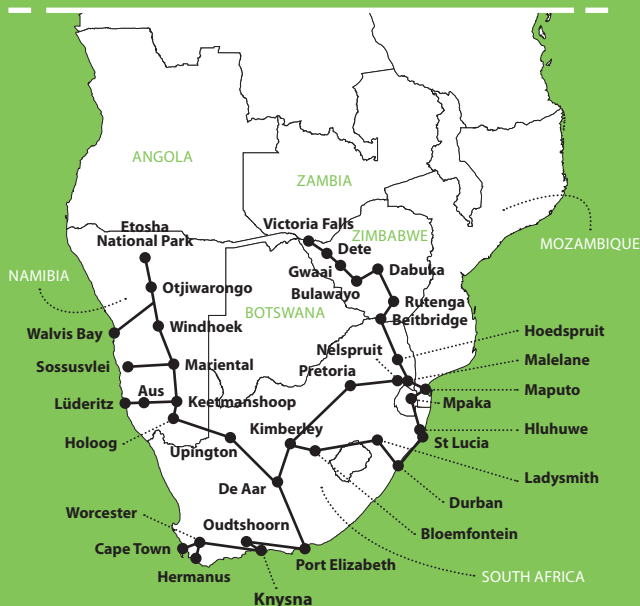 ANGOLA
ZAMBIA
Etosha
National Park
Victoria Falls
ZIMBABWE
MOZAMBIQUE
Dete
NAMIBIA
Gwaai
Dabuka
Otjiwarongo
Bulawayo
Rutenga
BOTSWANA
Beitbridge
Walvis Bay
Windhoek
Hoedspruit
Nelspruit
Malelane
Sossusvlei
Mariental
Pretoria
Maputo
Aus
Lüderitz
Keetmanshoop
Mpaka
Hluhuwe
Holoog
Kimberley
St Lucia
Upington
Ladysmith
De Aar
Durban
Worcester
Oudtshoorn
Bloemfontein
Cape Town
Port Elizabeth
Hermanus
SOUTH AFRICA
Knysna